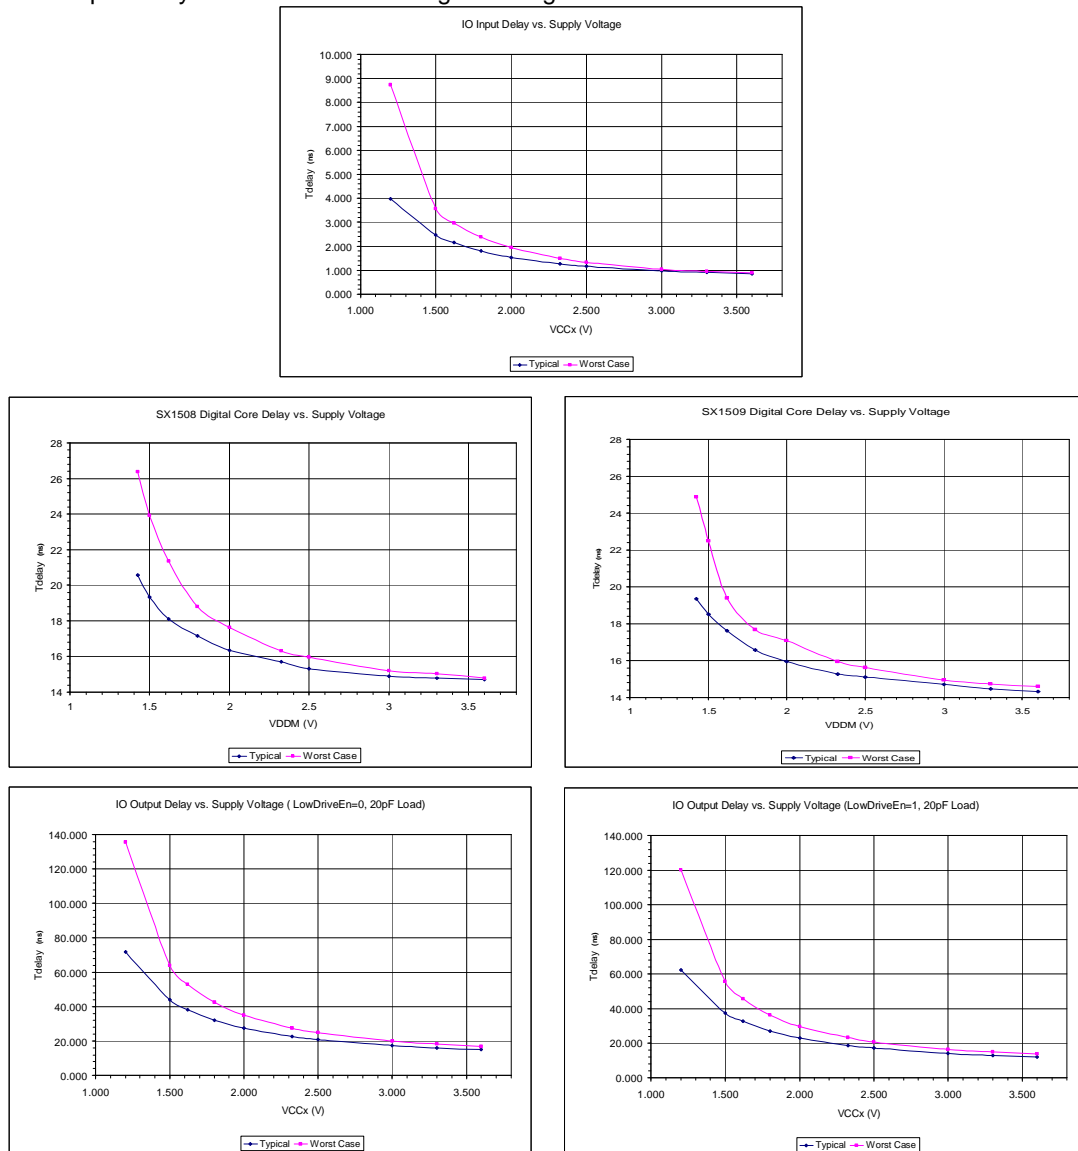 IO Input Delay vs. Supply Voltage
10.000
9.000
8.000
7.000
6.000
5.000
4.000
3.000
2.000
1.000
0.000
Tdelay (ns)
1.000 1.500 2.000 2.500 3.000 3.500
VCCx (V)
Typical Worst Case
SX1508 Digital Core Delay vs. Supply Voltage
28
26
24
22
20
18
16
14
Tdelay (ns)
1 1.5 2 2.5 3 3.5
VDDM (V)
Typical Worst Case
SX1509 Digital Core Delay vs. Supply Voltage
28
26
24
22
20
18
16
14
Tdelay (ns)
1 1.5 2 2.5 3 3.5
VDDM (V)
Typical Worst Case
IO Output Delay vs. Supply Voltage ( LowDriveEn=0, 20pF Load)
140.000
120.000
100.000
80.000
60.000
40.000
20.000
0.000
Tdelay (ns)
1.000 1.500 2.000 2.500 3.000 3.500
VCCx (V)
Typical Worst Case
IO Output Delay vs. Supply Voltage (LowDriveEn=1, 20pF Load)
140.000
120.000
100.000
80.000
60.000
40.000
20.000
0.000
Tdelay (ns)
1.000 1.500 2.000 2.500 3.000 3.500
VCCx (V)
Typical Worst Case